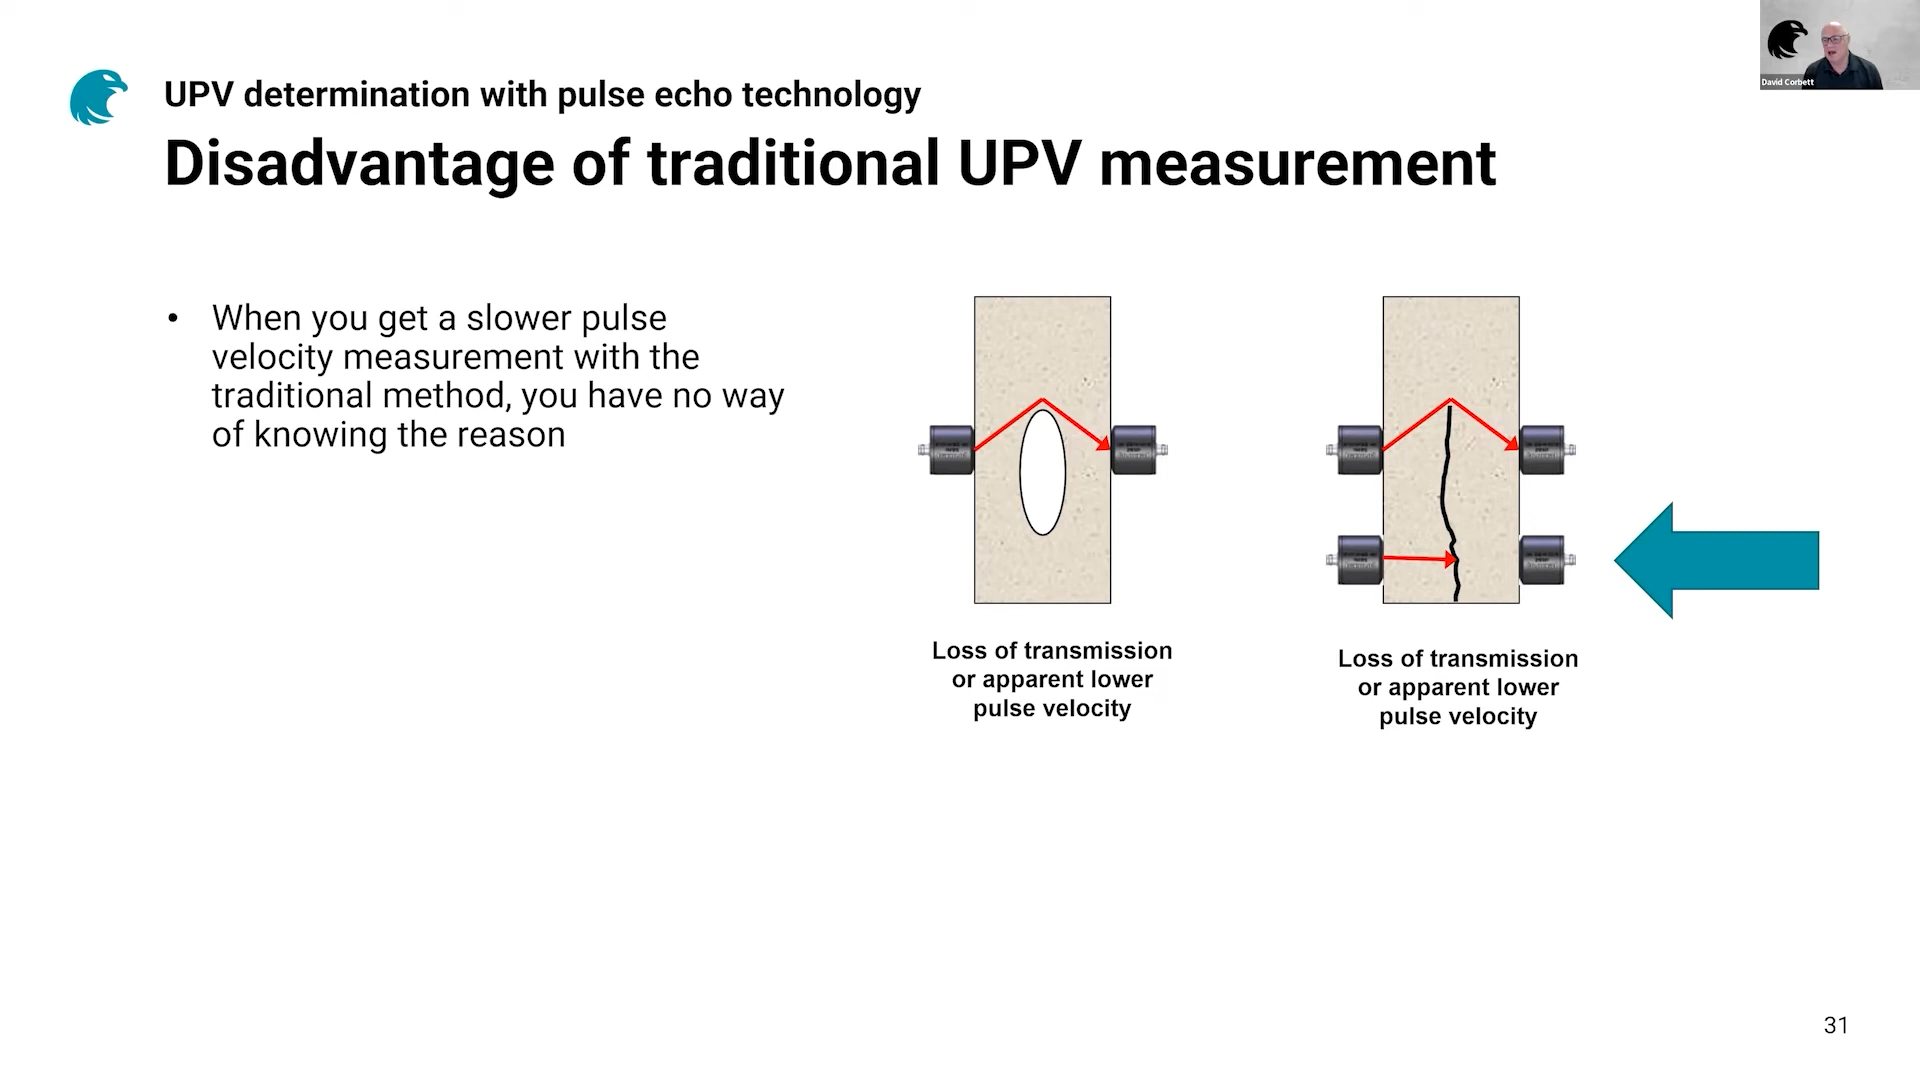 David Corbett
UPV determination with pulse echo technology
Disadvantage of traditional UPV measurement
• When you get a slower pulse
velocity measurement with the
traditional method, you have no way
of knowing the reason
Loss of transmission
or apparent lower
pulse velocity
Loss of transmission
or apparent lower
pulse velocity
31